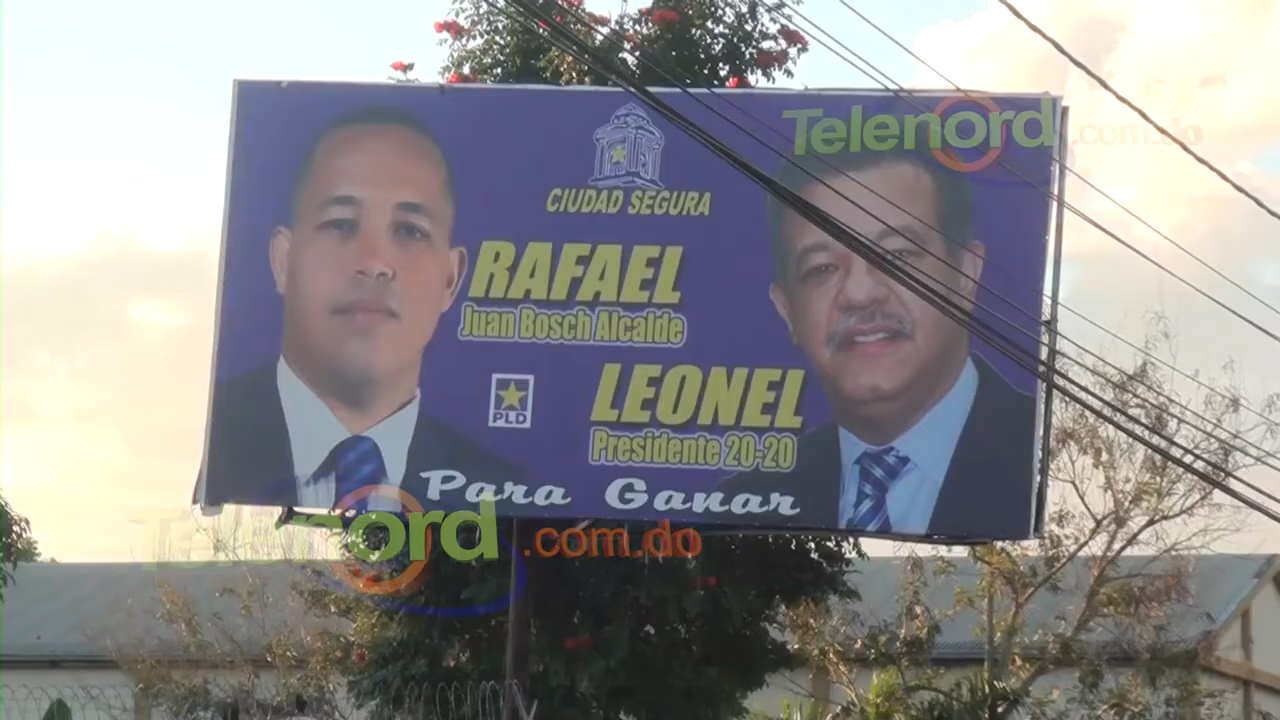 Telenord.com.do
CIUDAD SEGURA
RAFAEL
Juan Bosch Alcalde
LEONEL
Presidente 20-20
PLD
Para Ganar
Telenord.com.do